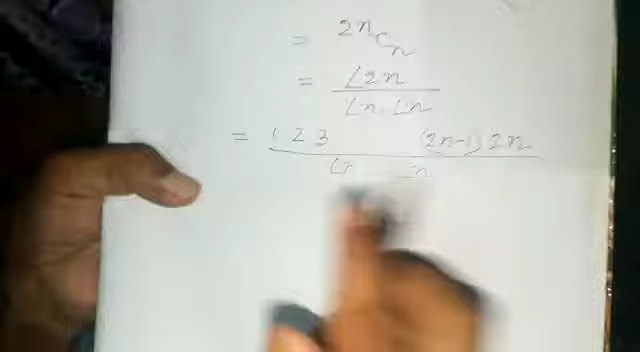 = 2nCn
= ∠2n / ∠n. ∠n
= 1 2 3 (2n-1) 2n / ∠n ∠n